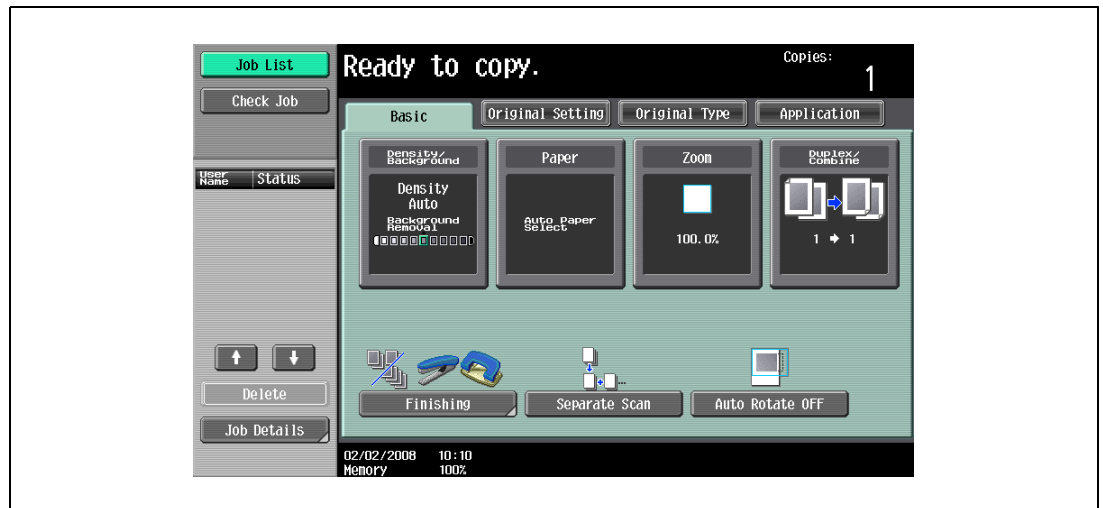 Job List
Check Job
User Name Status
Delete
Job Details
Ready to copy.
Copies:
1
Basic
Original Setting
Original Type
Application
Density/
Background
Density
Auto
Background
Removal
Paper
Auto Paper
Select
Zoom
100.0%
Duplex/
Combine
1 → 1
Finishing
Separate Scan
Auto Rotate OFF
02/02/2008 10:10
Memory 100%